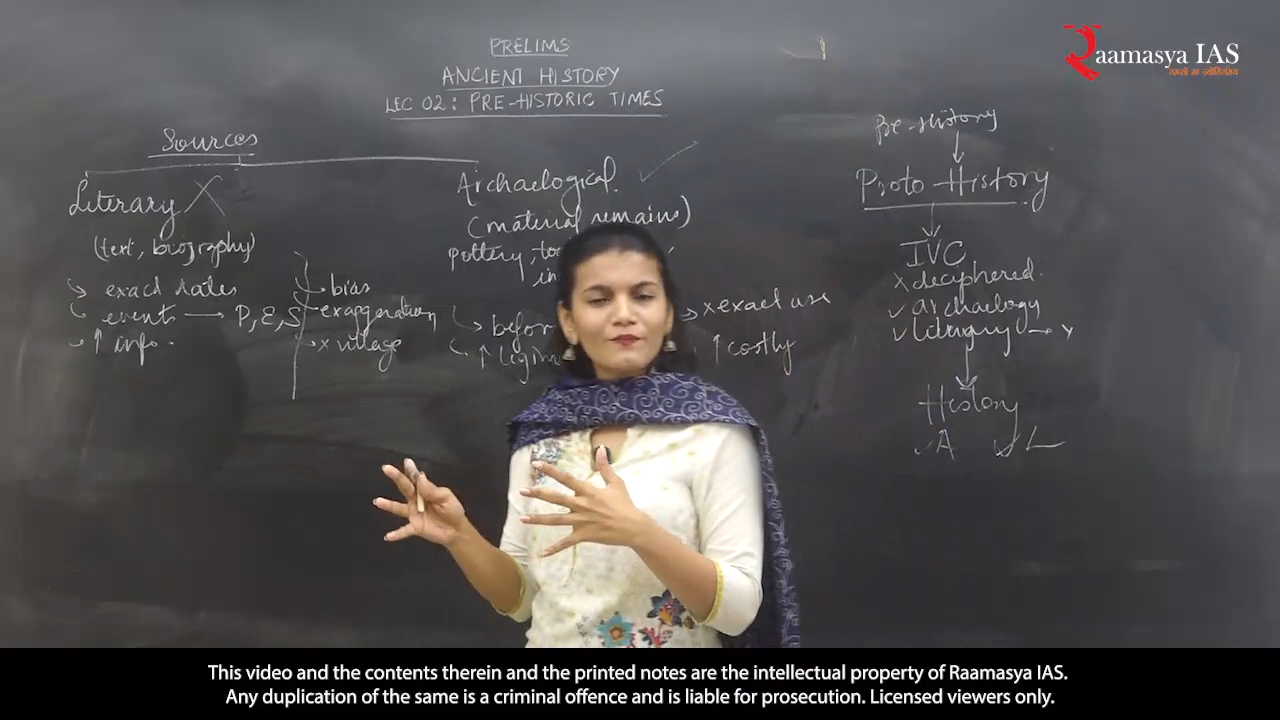 Raamasya IAS
तमसो मा ज्योतिर्गमय
PRELIMS
ANCIENT HISTORY
LEC 02 : PRE-HISTORIC TIMES
Sources
Literary X
(text, biography)
exact dates
events → P, E, S
↑ info.
bias
exaggeration
x village
Archaelogical. ✓
(material remains)
pottery,
x exact use
↑ costly
Pre-History
Proto-History
IVC
x deciphered.
✓ archaelogy
✓ literary → x
History
✓ A ✓ L
This video and the contents therein and the printed notes are the intellectual property of Raamasya IAS.
Any duplication of the same is a criminal offence and is liable for prosecution. Licensed viewers only.